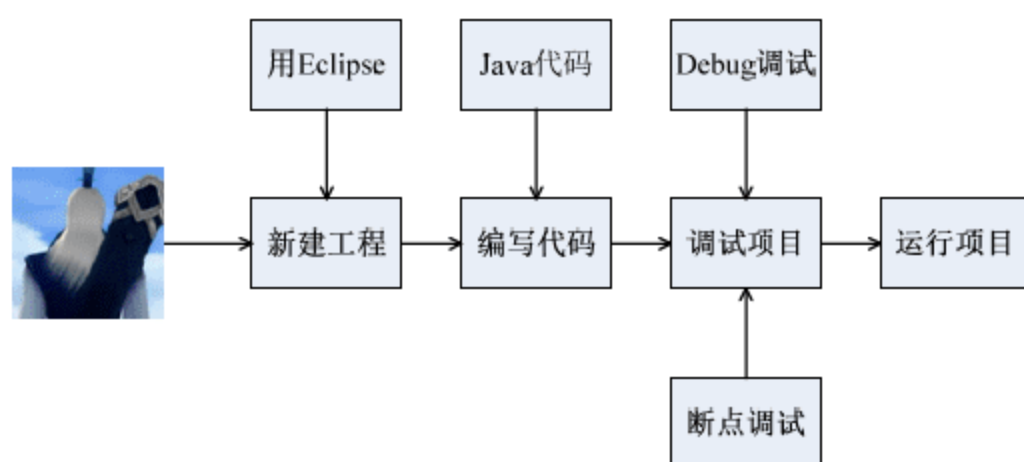 用Eclipse
Java代码
Debug调试
新建工程
编写代码
调试项目
运行项目
断点调试